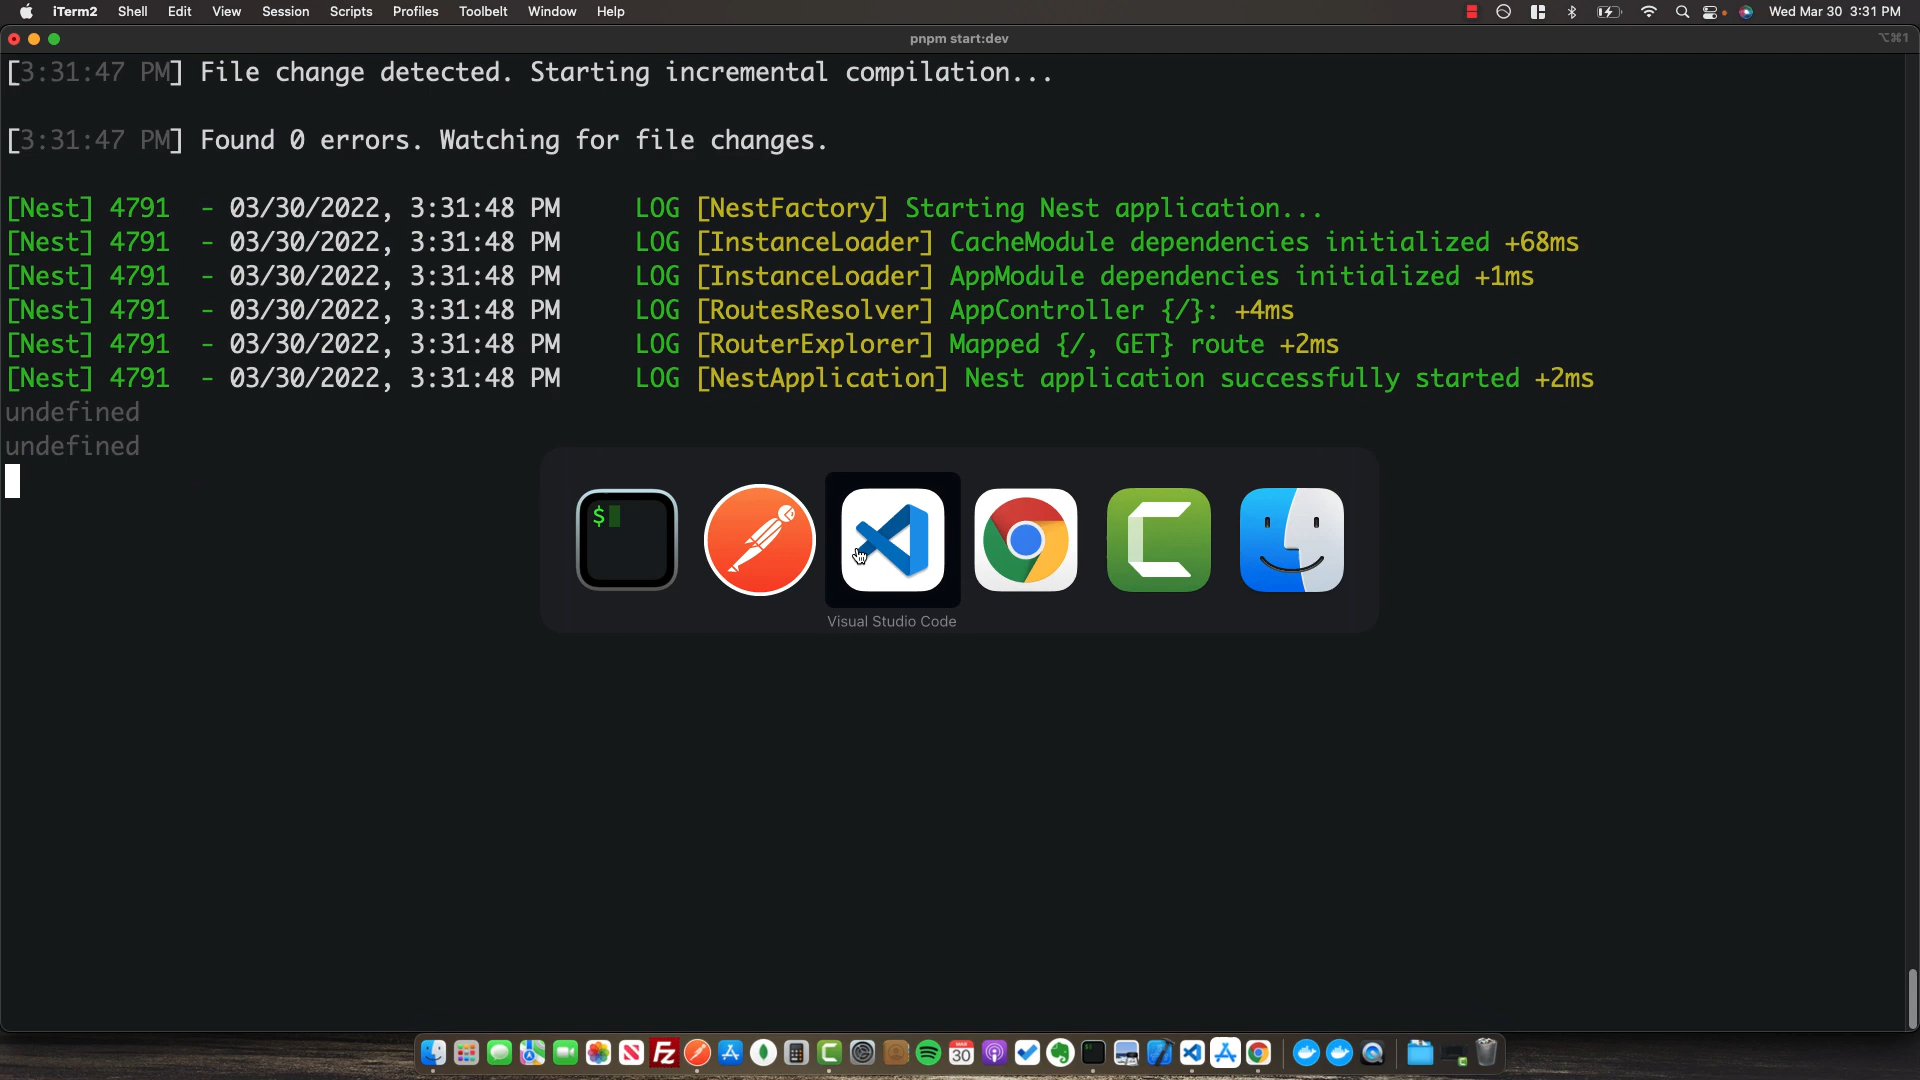 iTerm2 Shell Edit View Session Scripts Profiles Toolbelt Window Help Wed Mar 30 3:31 PM
pnpm start:dev ⌥⌘1
[3:31:47 PM] File change detected. Starting incremental compilation...
[3:31:47 PM] Found 0 errors. Watching for file changes.
[Nest] 4791 - 03/30/2022, 3:31:48 PM LOG [NestFactory] Starting Nest application...
[Nest] 4791 - 03/30/2022, 3:31:48 PM LOG [InstanceLoader] CacheModule dependencies initialized +68ms
[Nest] 4791 - 03/30/2022, 3:31:48 PM LOG [InstanceLoader] AppModule dependencies initialized +1ms
[Nest] 4791 - 03/30/2022, 3:31:48 PM LOG [RoutesResolver] AppController {/}: +4ms
[Nest] 4791 - 03/30/2022, 3:31:48 PM LOG [RouterExplorer] Mapped {/, GET} route +2ms
[Nest] 4791 - 03/30/2022, 3:31:48 PM LOG [NestApplication] Nest application successfully started +2ms
undefined
undefined
$
Visual Studio Code
Fz
MAR
30